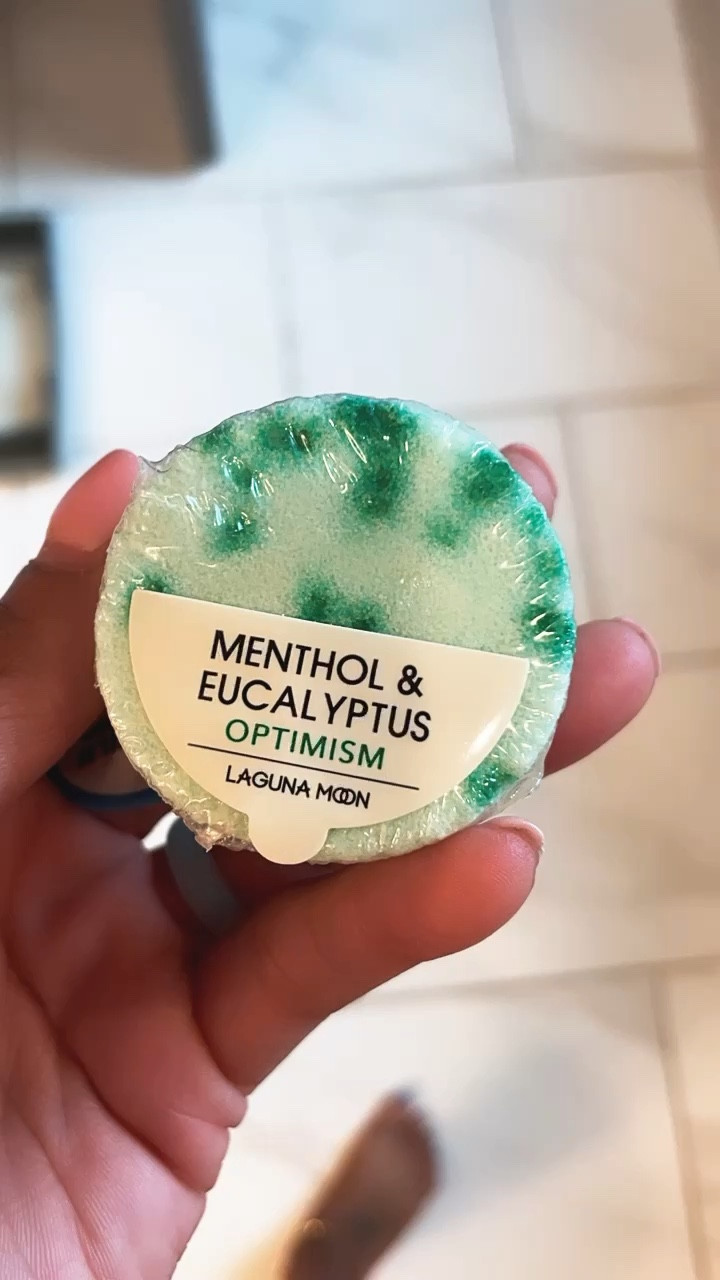 MENTHOL &
EUCALYPTUS
OPTIMISM
LAGUNA MOON